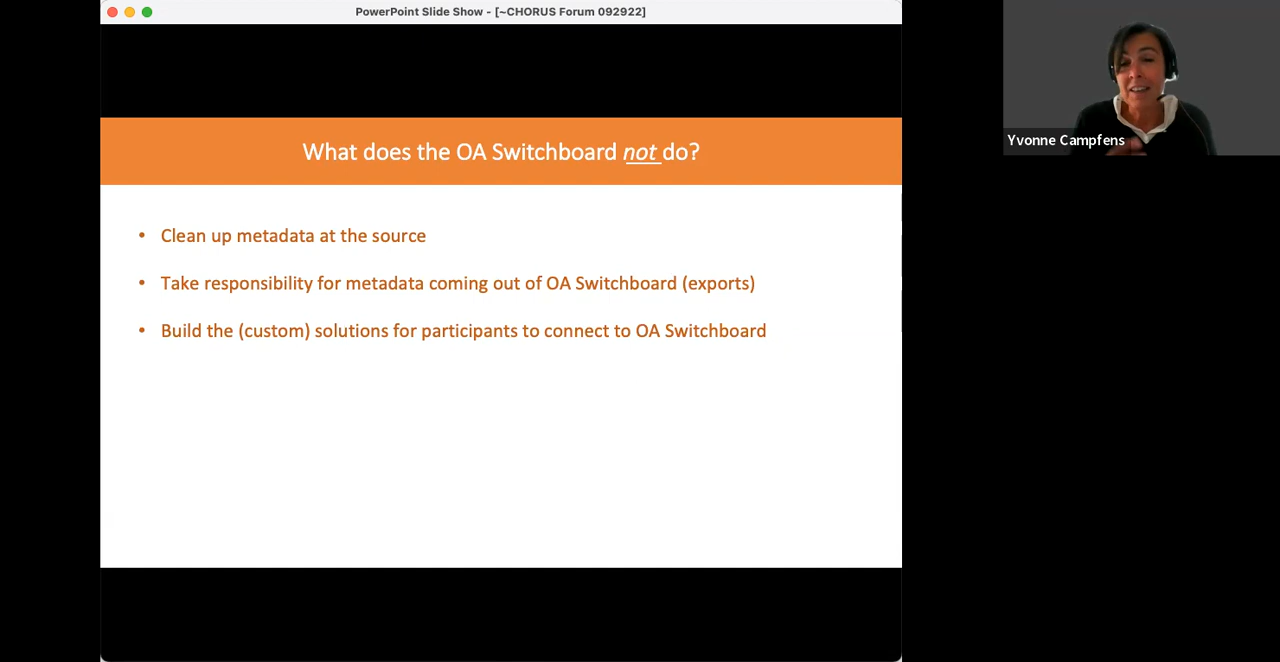 PowerPoint Slide Show - [~CHORUS Forum 092922]
What does the OA Switchboard not do?
• Clean up metadata at the source
• Take responsibility for metadata coming out of OA Switchboard (exports)
• Build the (custom) solutions for participants to connect to OA Switchboard
Yvonne Campfens